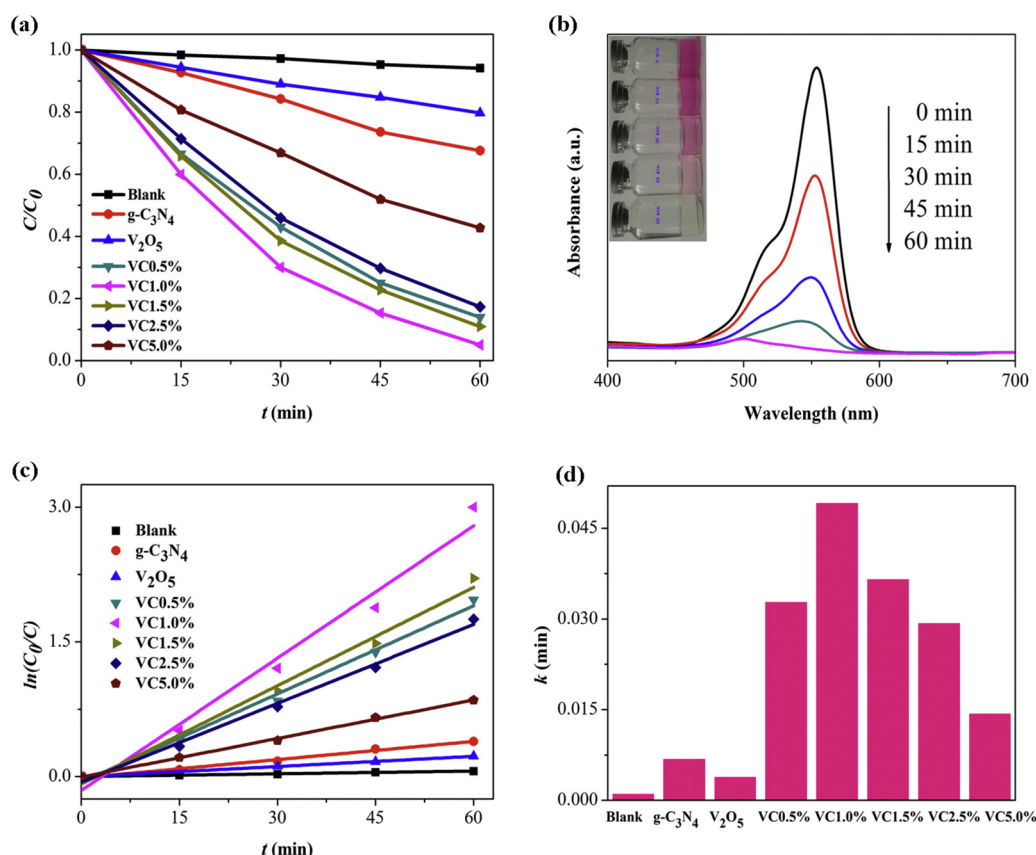 (a)
1.0
0.8
0.6
0.4
0.2
0.0
C/C0
Blank
g-C3N4
V2O5
VC0.5%
VC1.0%
VC1.5%
VC2.5%
VC5.0%
0 15 30 45 60
t (min)
(b)
Absorbance (a.u.)
0 min
15 min
30 min
45 min
60 min
400 500 600 700
Wavelength (nm)
(c)
3.0
1.5
0.0
ln(C0/C)
Blank
g-C3N4
V2O5
VC0.5%
VC1.0%
VC1.5%
VC2.5%
VC5.0%
0 15 30 45 60
t (min)
(d)
0.045
0.030
0.015
0.000
k (min)
Blank g-C3N4 V2O5 VC0.5% VC1.0% VC1.5% VC2.5% VC5.0%